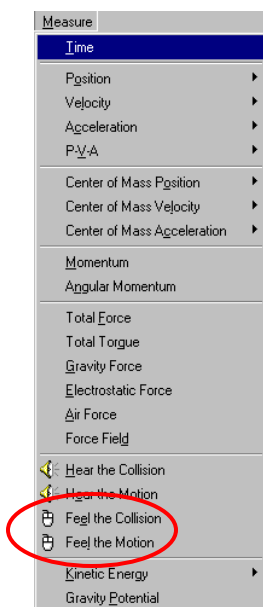 Measure
Time
Position
Velocity
Acceleration
P-V-A
Center of Mass Position
Center of Mass Velocity
Center of Mass Acceleration
Momentum
Angular Momentum
Total Force
Total Torque
Gravity Force
Electrostatic Force
Air Force
Force Field
Hear the Collision
Hear the Motion
Feel the Collision
Feel the Motion
Kinetic Energy
Gravity Potential